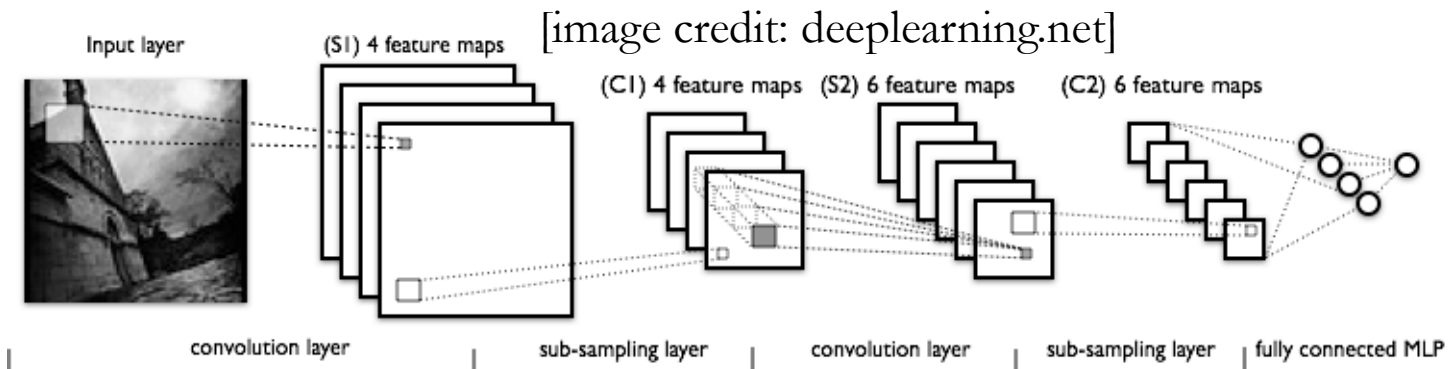 [image credit: deeplearning.net]
Input layer
(S1) 4 feature maps
(C1) 4 feature maps
(S2) 6 feature maps
(C2) 6 feature maps
convolution layer
sub-sampling layer
convolution layer
sub-sampling layer
fully connected MLP